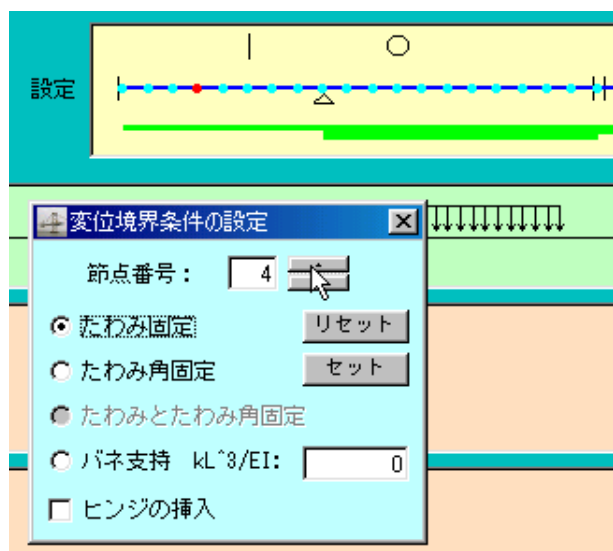 設定
変位境界条件の設定
節点番号： 4
たわみ固定 リセット
たわみ角固定 セット
たわみとたわみ角固定
バネ支持 kL^3/EI: 0
ヒンジの挿入